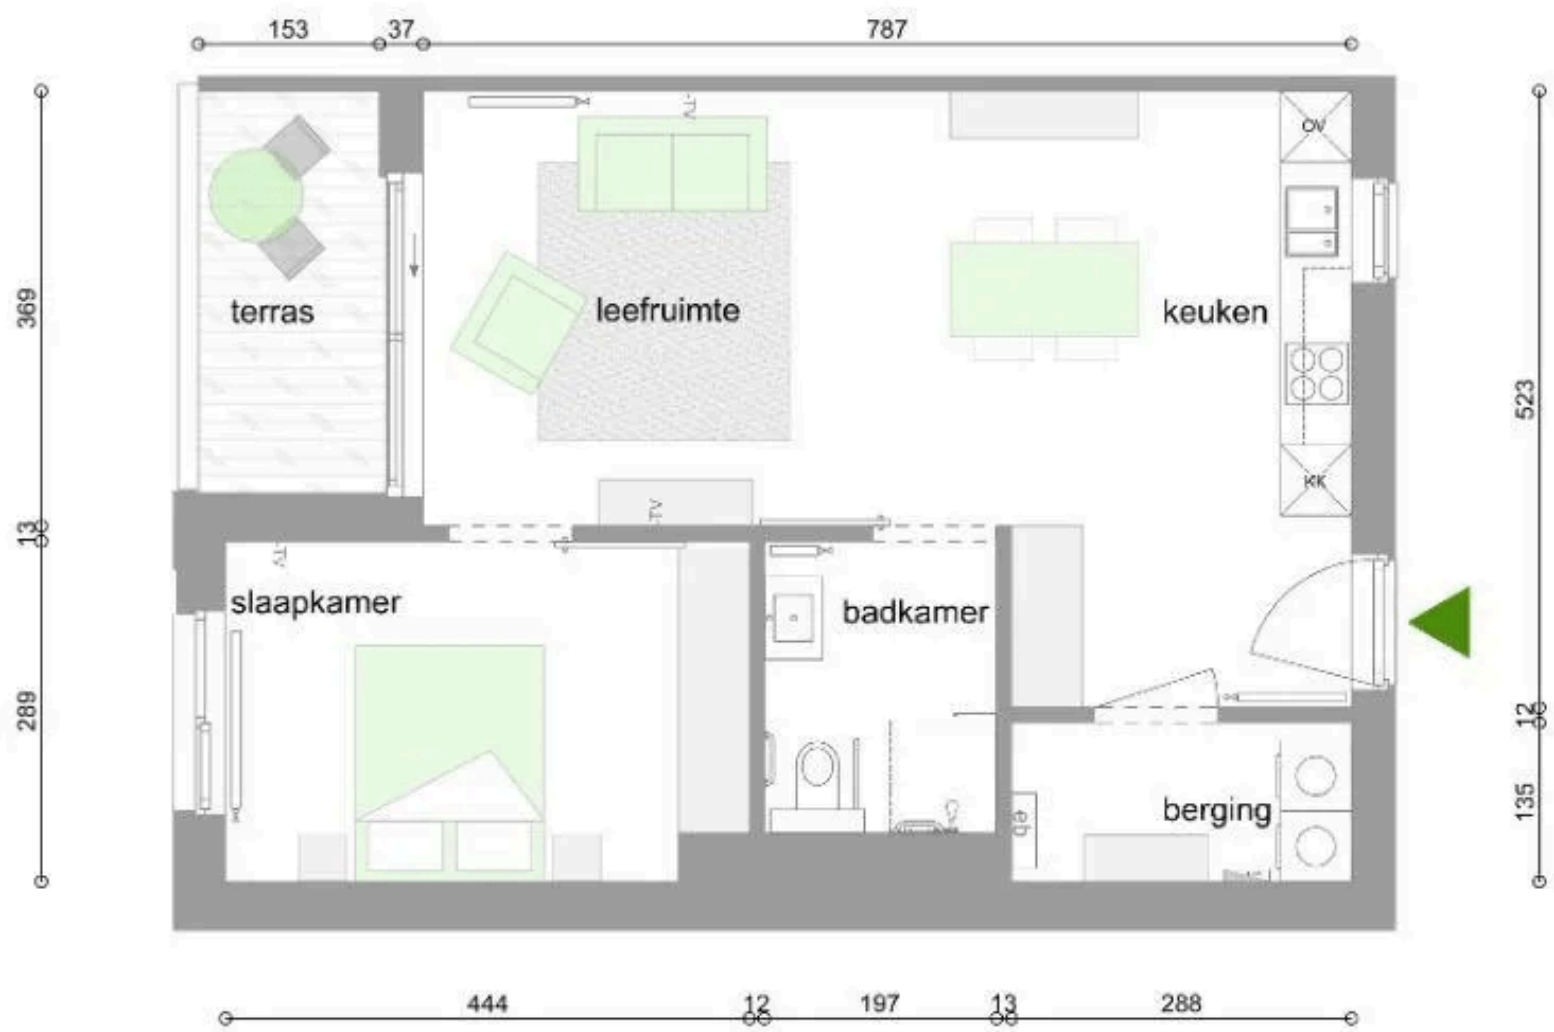 153 37 787
TV
OV
369
terras
leefruimte
keuken
523
KK
TV
13
TV
slaapkamer
badkamer
289
12
135
berging
eb
444 12 197 13 288